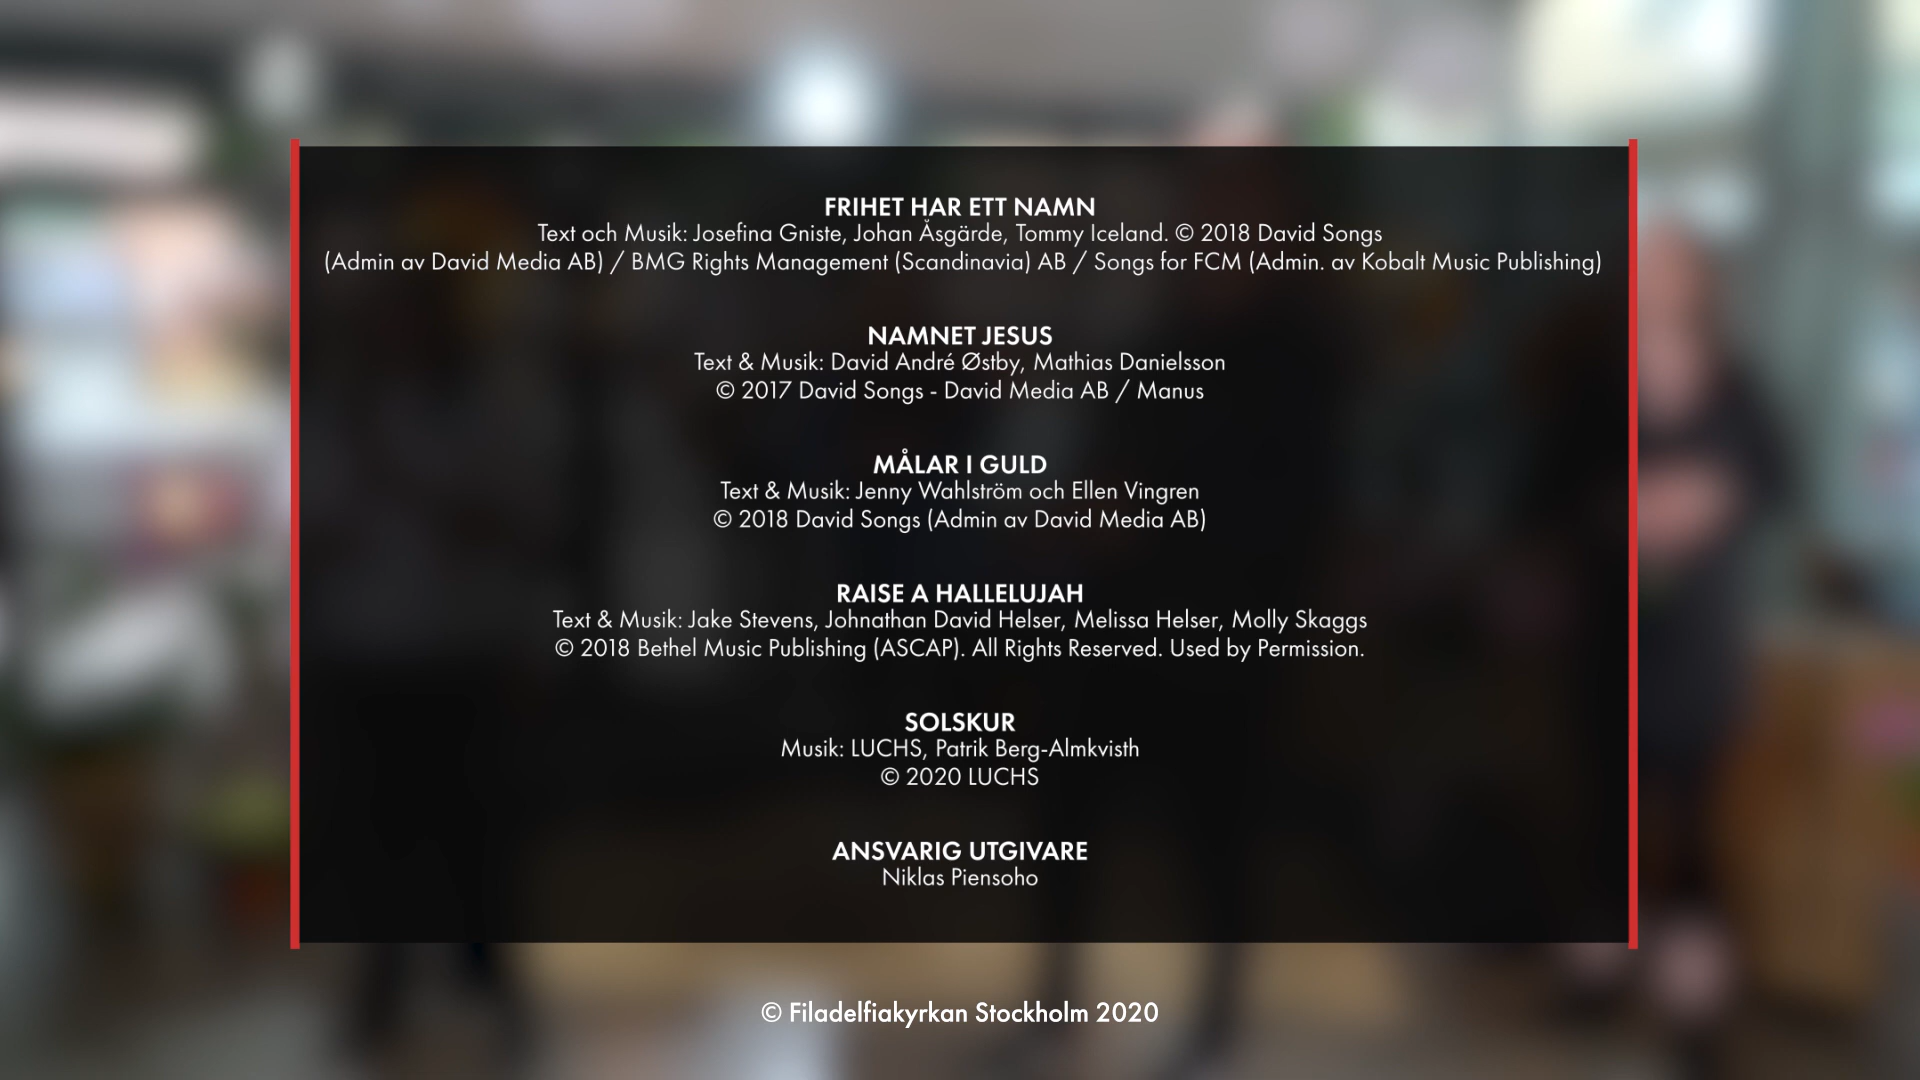 FRIHET HAR ETT NAMN
Text och Musik: Josefina Gniste, Johan Åsgärde, Tommy Iceland. © 2018 David Songs
(Admin av David Media AB) / BMG Rights Management (Scandinavia) AB / Songs for FCM (Admin. av Kobalt Music Publishing)
NAMNET JESUS
Text & Musik: David André Østby, Mathias Danielsson
© 2017 David Songs - David Media AB / Manus
MÅLAR I GULD
Text & Musik: Jenny Wahlström och Ellen Vingren
© 2018 David Songs (Admin av David Media AB)
RAISE A HALLELUJAH
Text & Musik: Jake Stevens, Johnathan David Helser, Melissa Helser, Molly Skaggs
© 2018 Bethel Music Publishing (ASCAP). All Rights Reserved. Used by Permission.
SOLSKUR
Musik: LUCHS, Patrik Berg-Almkvisth
© 2020 LUCHS
ANSVARIG UTGIVARE
Niklas Piensoho
© Filadelfiakyrkan Stockholm 2020